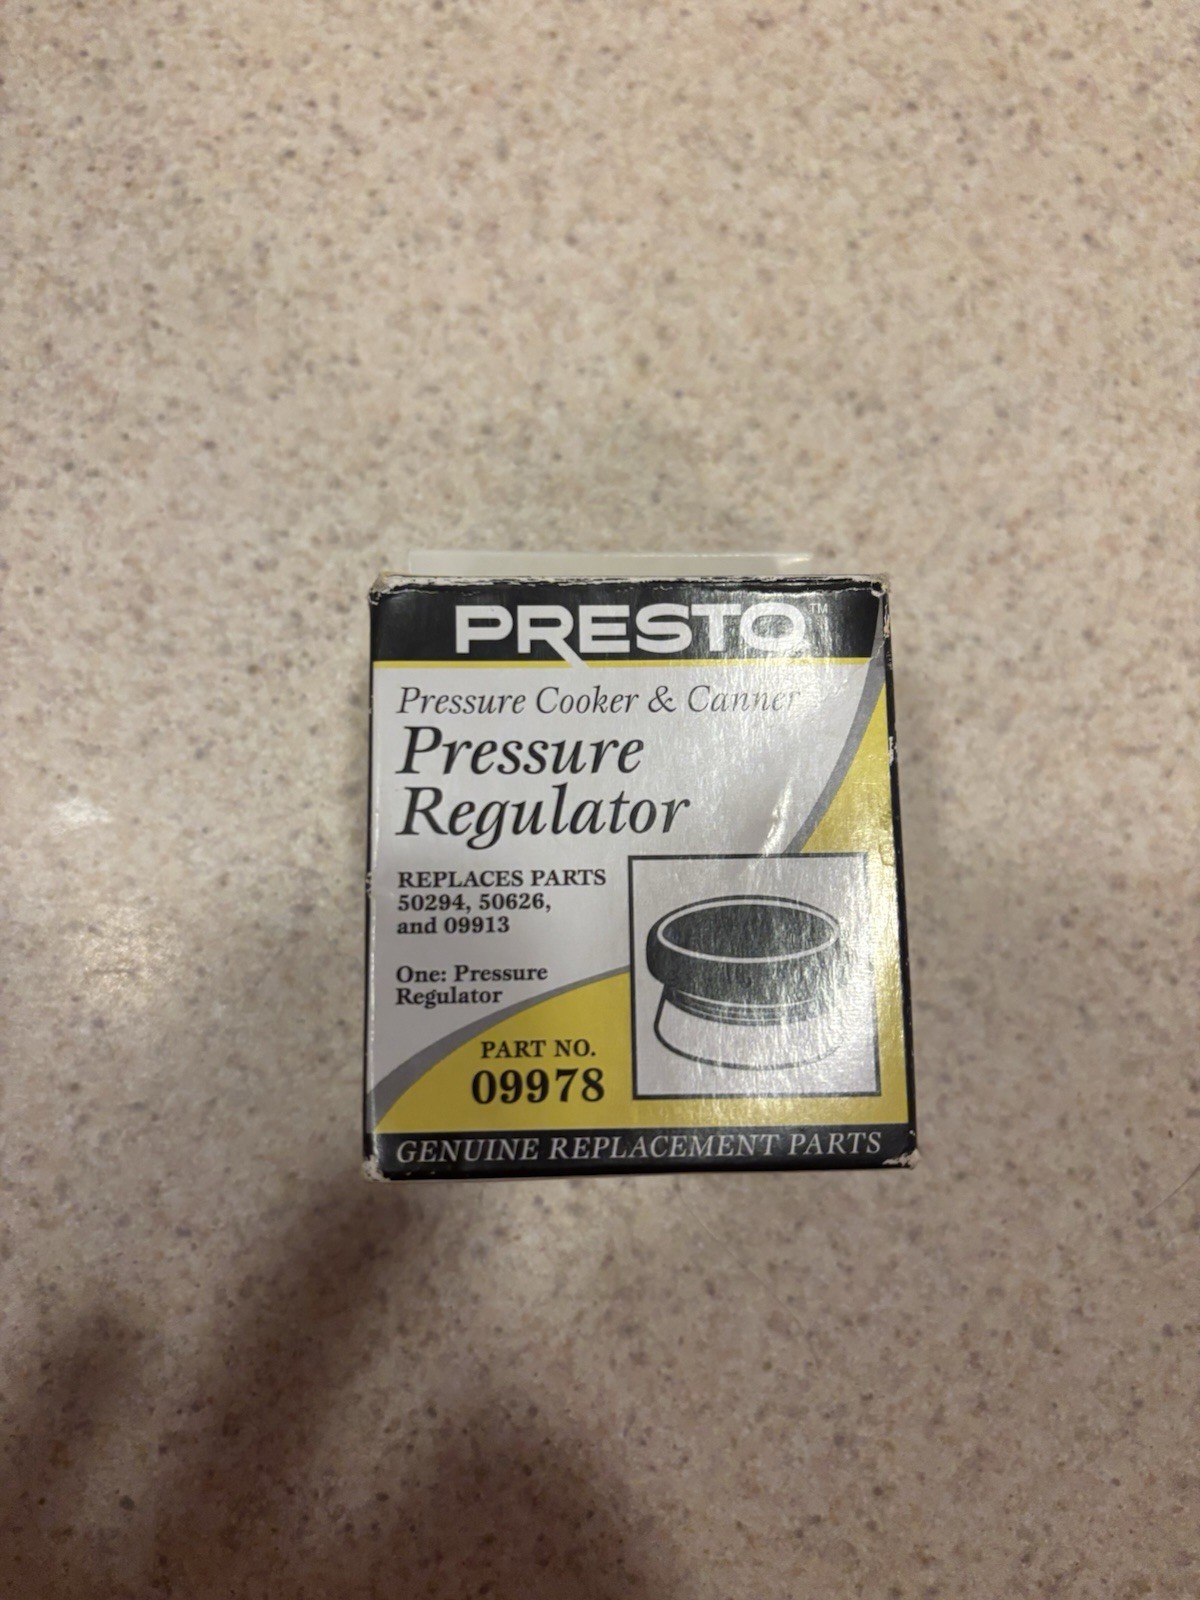 PRESTO™
Pressure Cooker & Canner
Pressure
Regulator
REPLACES PARTS
50294, 50626,
and 09913
One: Pressure
Regulator
PART NO.
09978
GENUINE REPLACEMENT PARTS